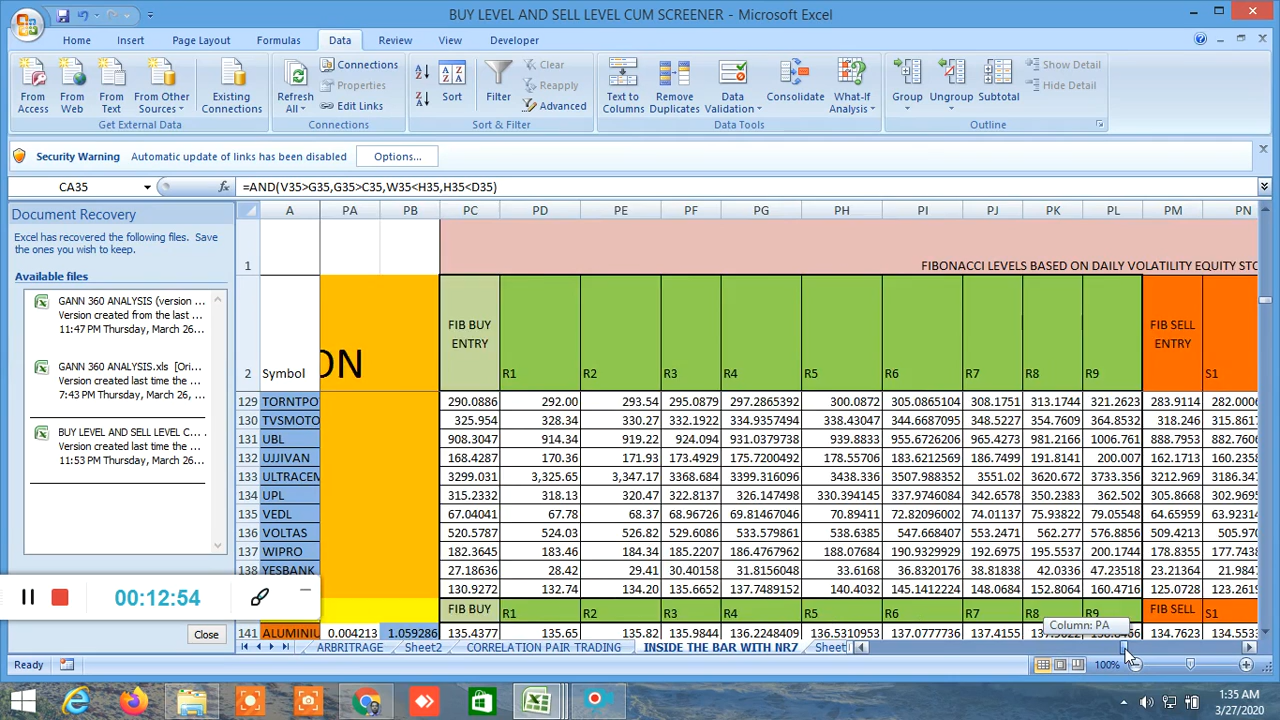 BUY LEVEL AND SELL LEVEL CUM SCREENER - Microsoft Excel
Home Insert Page Layout Formulas Data Review View Developer
From Access From Web From Text From Other Sources Existing Connections
Get External Data
Refresh All Connections Properties Edit Links
Connections
Sort Filter Clear Reapply Advanced
Sort & Filter
Text to Columns Remove Duplicates Data Validation Consolidate What-If Analysis
Data Tools
Group Ungroup Subtotal Show Detail Hide Detail
Outline
Security Warning Automatic update of links has been disabled Options...
CA35 fx =AND(V35>G35,G35>C35,W35<H35,H35<D35)
Document Recovery
Excel has recovered the following files. Save the ones you wish to keep.
Available files
GANN 360 ANALYSIS (version ...
Version created from the last ...
11:47 PM Thursday, March 26...
GANN 360 ANALYSIS.xls [Ori...
Version created last time the ...
7:43 PM Thursday, March 26, ...
BUY LEVEL AND SELL LEVEL C...
Version created last time the ...
11:53 PM Thursday, March 26...
00:12:54
Close
A PA PB PC PD PE PF PG PH PI PJ PK PL PM PN
1 FIBONACCI LEVELS BASED ON DAILY VOLATILITY EQUITY STO
2 Symbol ON FIB BUY ENTRY R1 R2 R3 R4 R5 R6 R7 R8 R9 FIB SELL ENTRY S1
129 TORNTPO 290.0886 292.00 293.54 295.0879 297.2865392 300.0872 305.0865104 308.1751 313.1744 321.2623 283.9114 282.0006
130 TVSMOTO 325.954 328.34 330.27 332.1922 334.9264334 338.43047 344.6687095 348.5227 354.7609 364.8532 318.246 315.8617
131 UBL 908.3047 914.34 919.22 924.094 931.0379738 939.8833 955.6726206 965.4273 981.2166 1006.761 888.7953 882.7606
132 UJJIVAN 168.4287 170.36 171.93 173.4929 175.7200492 178.55706 183.6212569 186.7499 191.8141 200.007 162.1713 160.2358
133 ULTRACEM 3299.031 3,325.65 3,347.17 3368.684 3399.316096 3438.336 3507.988352 3551.02 3620.672 3733.356 3212.969 3186.347
134 UPL 315.2332 318.13 320.47 322.8137 326.147498 330.394145 337.9746094 342.6578 350.2383 362.502 305.8668 302.9695
135 VEDL 67.04041 67.78 68.37 68.96726 69.81467046 70.89411 72.82096002 74.01137 75.93822 79.05548 64.65959 63.92315
136 VOLTAS 520.5787 524.03 526.82 529.6086 533.579861 538.6385 547.668407 553.2471 562.2769 576.8856 509.4213 505.970
137 WIPRO 182.3645 183.46 184.34 185.2207 186.4767962 188.07684 190.9329929 192.6975 195.5537 200.1744 178.8355 177.7438
138 YESBANK 27.18636 28.42 29.41 30.40158 31.8156048 33.6168 36.8320176 38.81838 42.0336 47.23518 23.21364 21.9847
130.9272 132.74 134.20 135.6652 137.7489715 140.4032 145.1412224 148.0684 152.8064 160.4716 125.0728 123.2619
FIB BUY R1 R2 R3 R4 R5 R6 R7 R8 R9 FIB SELL S1
141 ALUMINIU 0.004213 1.059286 135.4377 135.65 135.82 135.9844 136.2249408 136.5310953 137.0777736 137.4155 134.7623 134.5533
Column: PA
ARBITRAGE Sheet2 CORRELATION PAIR TRADING INSIDE THE BAR WITH NR7 Sheet
Ready 100%
1:35 AM
3/27/2020